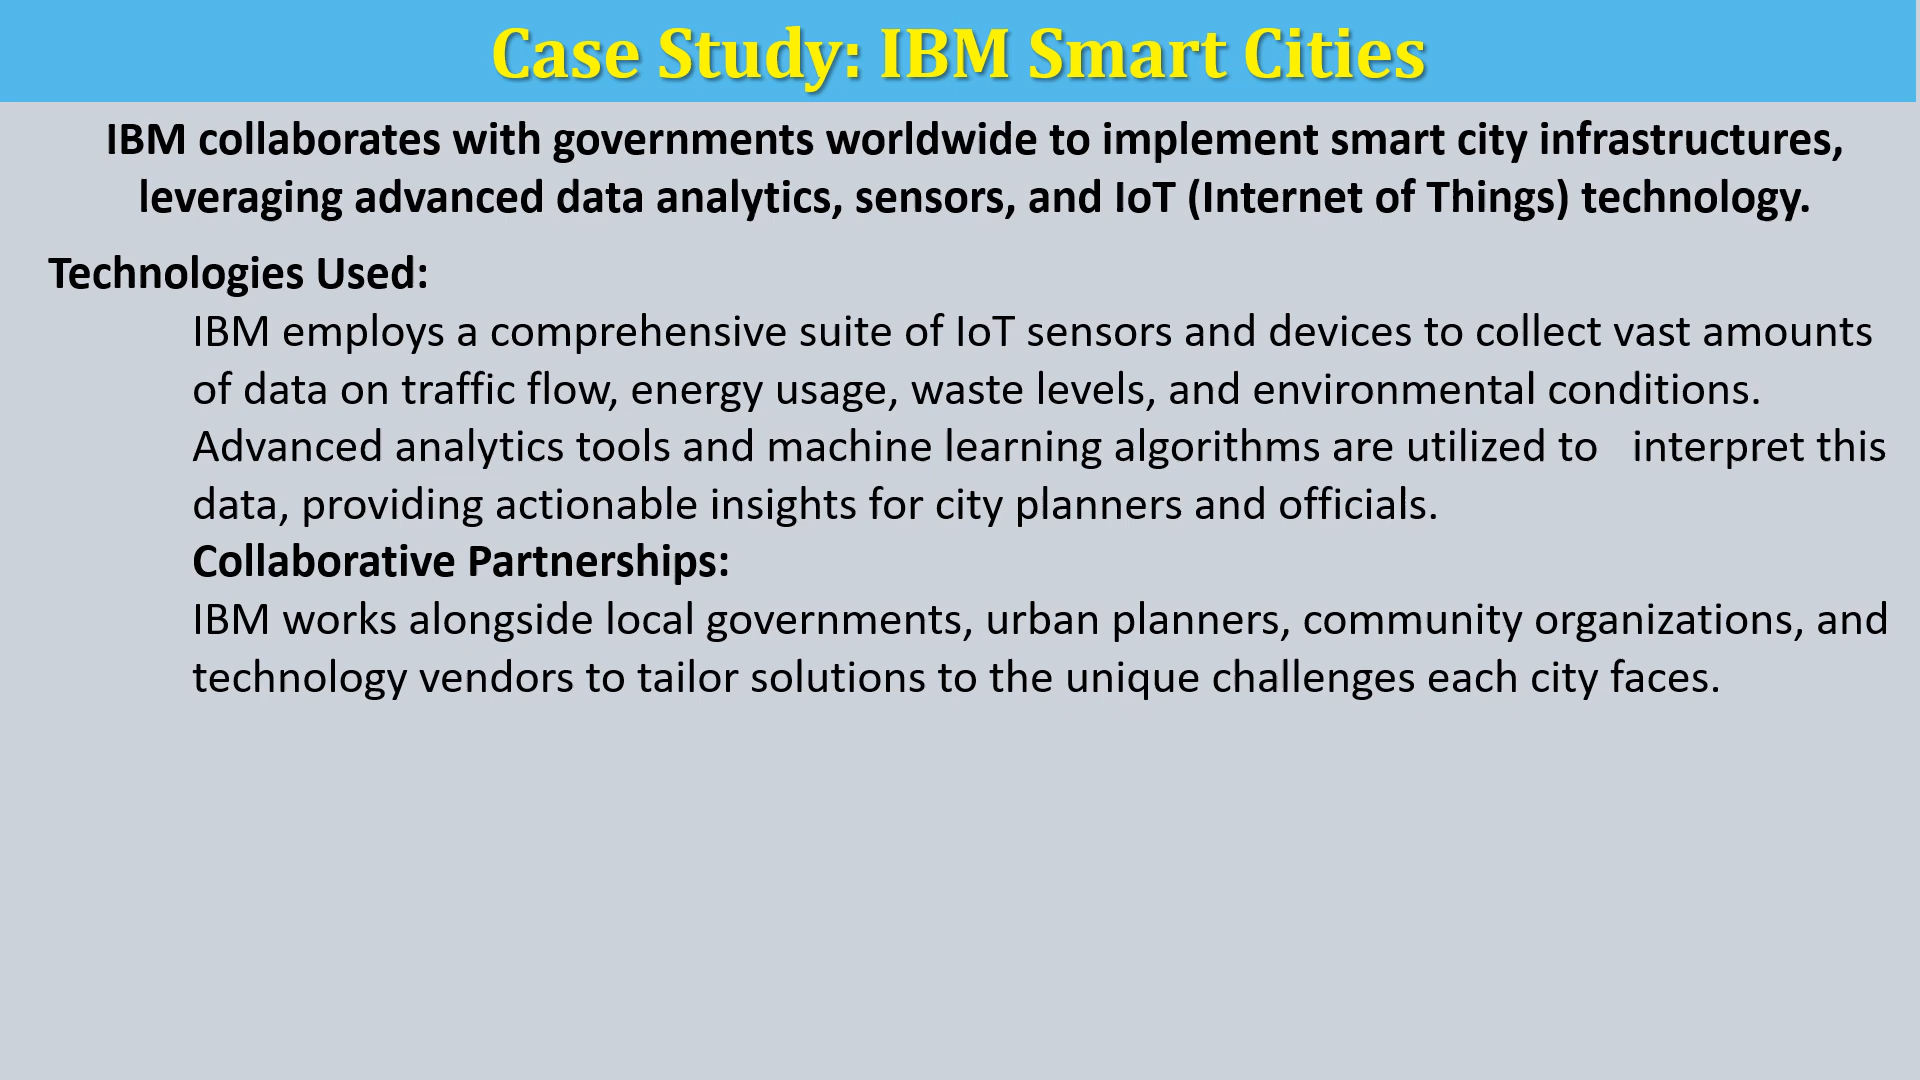 Case Study: IBM Smart Cities
IBM collaborates with governments worldwide to implement smart city infrastructures,
leveraging advanced data analytics, sensors, and IoT (Internet of Things) technology.
Technologies Used:
IBM employs a comprehensive suite of IoT sensors and devices to collect vast amounts
of data on traffic flow, energy usage, waste levels, and environmental conditions.
Advanced analytics tools and machine learning algorithms are utilized to   interpret this
data, providing actionable insights for city planners and officials.
Collaborative Partnerships:
IBM works alongside local governments, urban planners, community organizations, and
technology vendors to tailor solutions to the unique challenges each city faces.